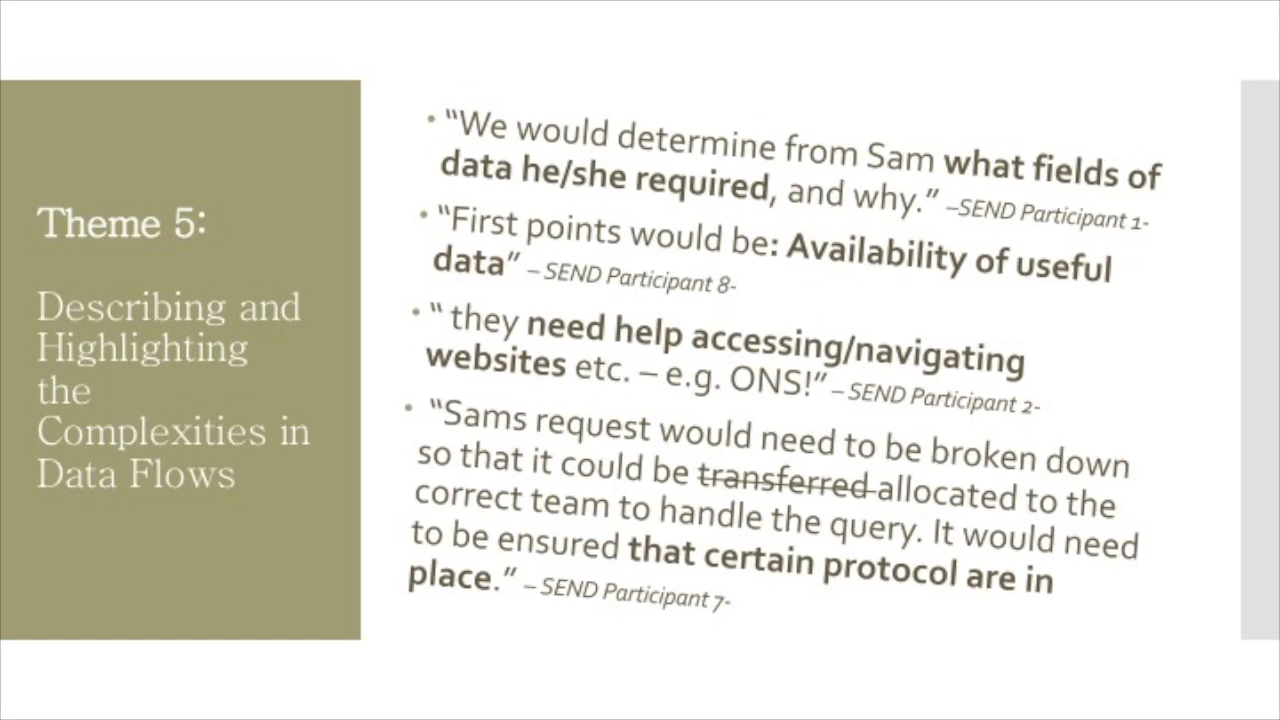 Theme 5:
Describing and
Highlighting
the
Complexities in
Data Flows
• “We would determine from Sam what fields of
data he/she required, and why.” –SEND Participant 1-
• “First points would be: Availability of useful
data” – SEND Participant 8-
• “ they need help accessing/navigating
websites etc. – e.g. ONS!” – SEND Participant 2-
• “Sams request would need to be broken down
so that it could be transferred allocated to the
correct team to handle the query. It would need
to be ensured that certain protocol are in
place.” – SEND Participant 7-